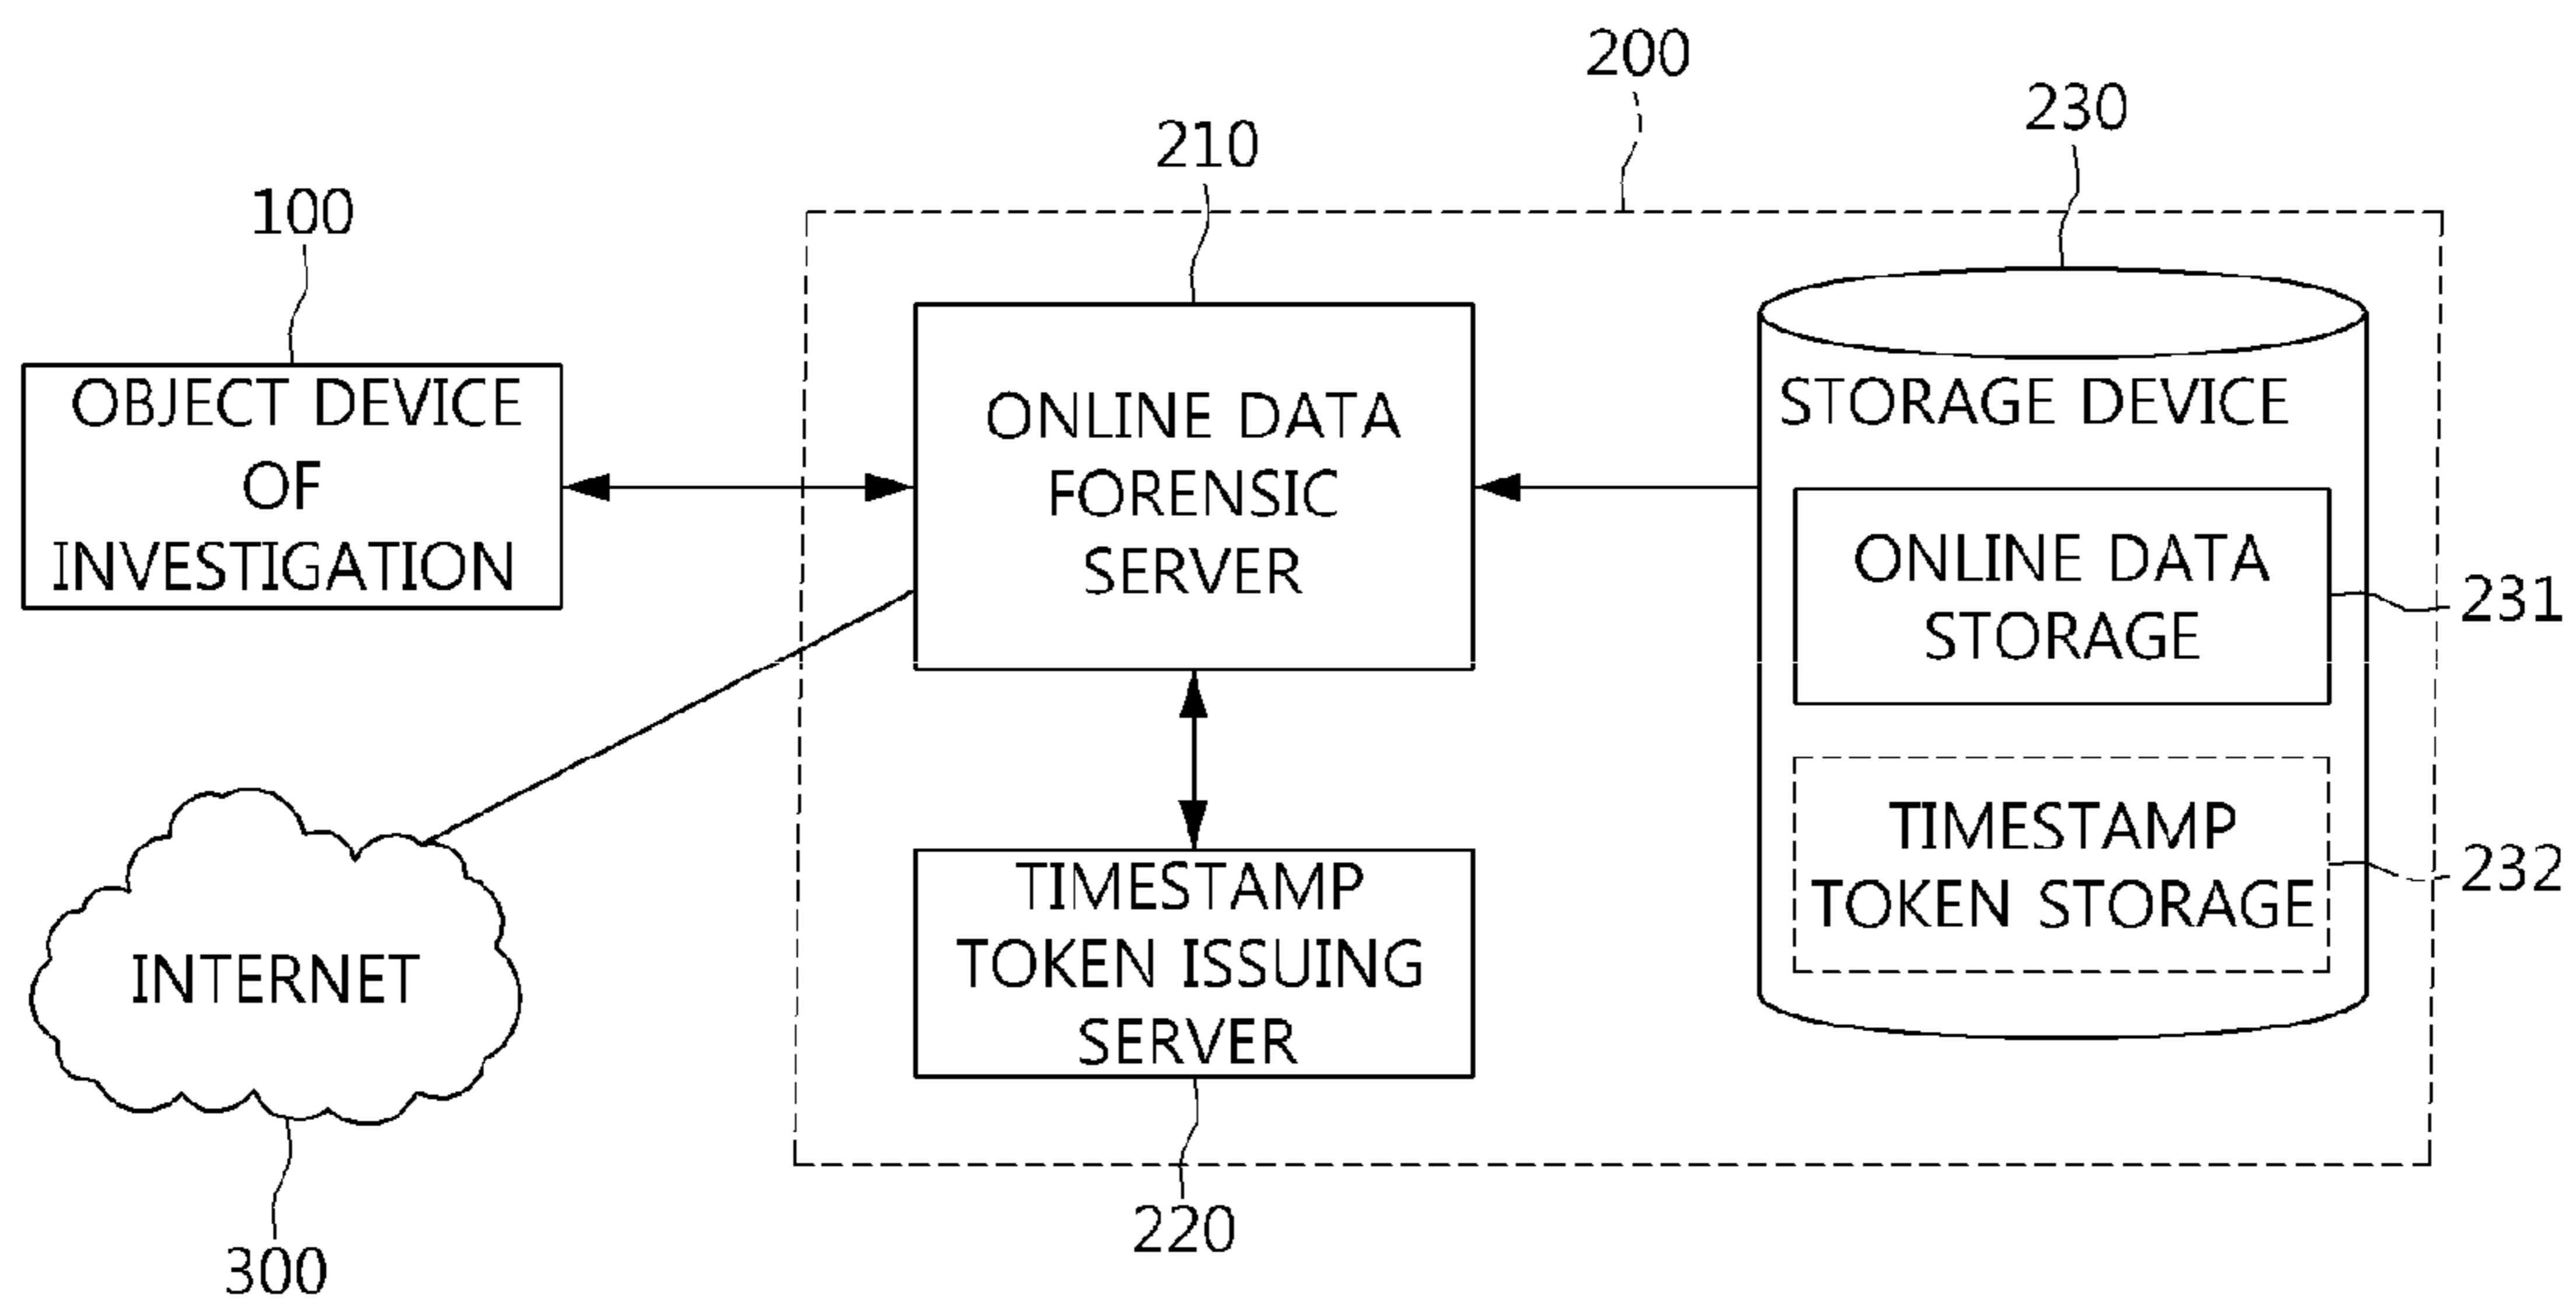 200
230
210
100
OBJECT DEVICE
OF
INVESTIGATION
ONLINE DATA
FORENSIC
SERVER
STORAGE DEVICE
ONLINE DATA
STORAGE
231
TIMESTAMP
TOKEN STORAGE
232
TIMESTAMP
TOKEN ISSUING
SERVER
INTERNET
220
300